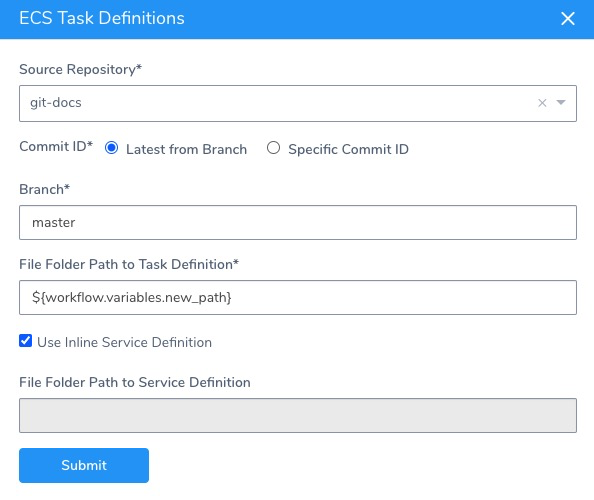 ECS Task Definitions
Source Repository*
git-docs
Commit ID* Latest from Branch Specific Commit ID
Branch*
master
File Folder Path to Task Definition*
${workflow.variables.new_path}
Use Inline Service Definition
File Folder Path to Service Definition
Submit